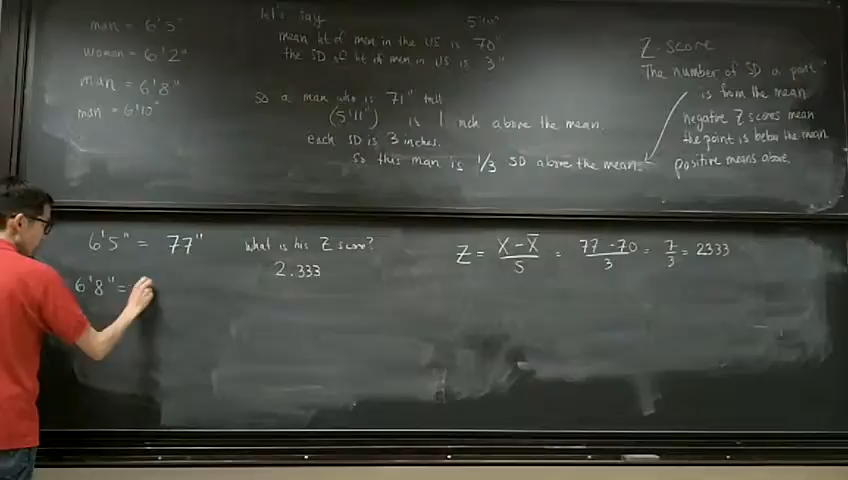 man = 6'5"
woman = 6'2"
man = 6'8"
man = 6'10"
let's say 5'10"
mean ht of men in the US is 70"
the SD of ht of men in US is 3"
So a man who is 71" tall
(5'11") is 1 inch above the mean.
each SD is 3 inches.
So this man is 1/3 SD above the mean.
Z-score
The number of SD a point
is from the mean
negative Z scores mean
the point is below the mean
positive means above.
6'5" = 77" What is his Z score?
2.333
Z = X - X̄ / S = 77 - 70 / 3 = 7/3 = 2.333
6'8" =